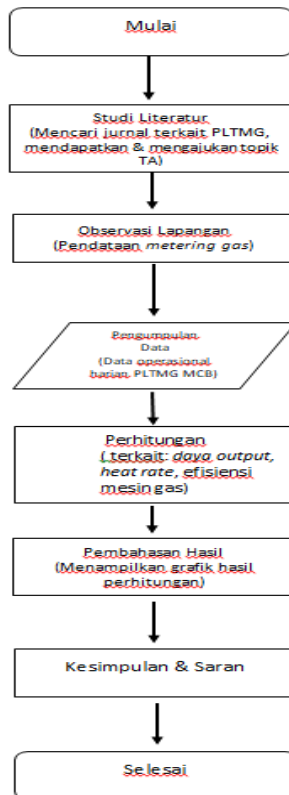 Mulai
Studi Literatur
(Mencari jurnal terkait PLTMG,
mendapatkan & mengajukan topik
TA)
Observasi Lapangan
(Pendataan metering gas)
Pengumpulan
Data
(Data operasional
harian PLTMG MCB)
Perhitungan
( terkait: daya output,
heat rate, efisiensi
mesin gas)
Pembahasan Hasil
(Menampilkan grafik hasil
perhitungan)
Kesimpulan & Saran
Selesai